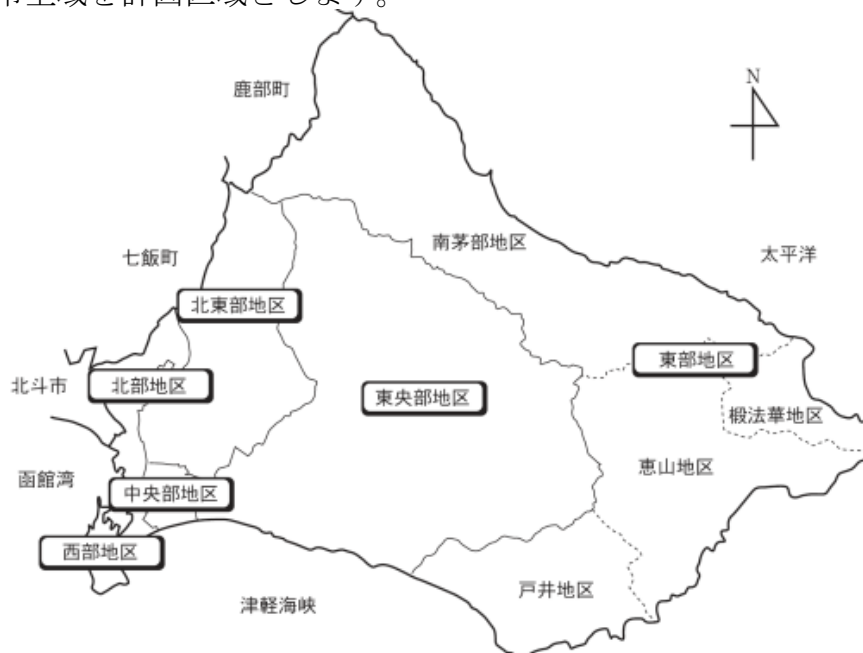 市全域を計画区域とします。
鹿部町
N
南茅部地区
太平洋
七飯町
北東部地区
東部地区
北斗市
北部地区
東央部地区
椴法華地区
函館湾
恵山地区
中央部地区
西部地区
戸井地区
津軽海峡